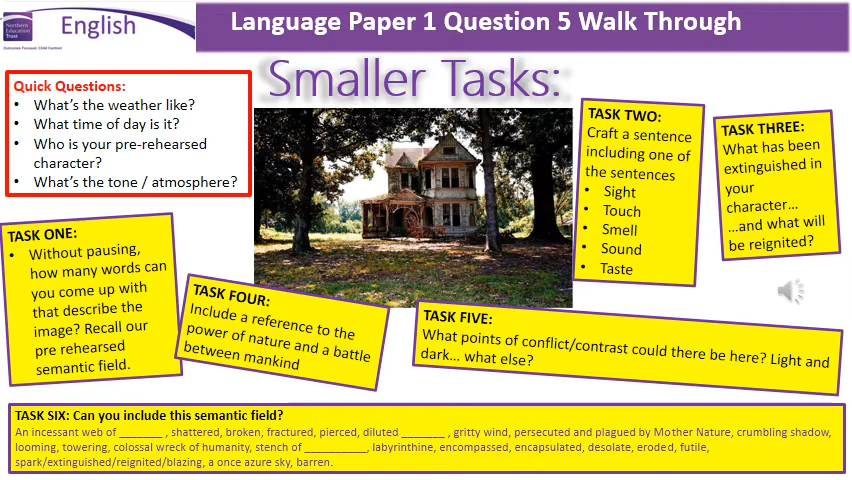 Northern
Education
Trust
English
Outcomes Focused, Child Centred
Language Paper 1 Question 5 Walk Through
Smaller Tasks:
Quick Questions:
• What's the weather like?
• What time of day is it?
• Who is your pre-rehearsed
character?
• What's the tone / atmosphere?
TASK ONE:
• Without pausing,
how many words can
you come up with
that describe the
image? Recall our
pre rehearsed
semantic field.
TASK TWO:
Craft a sentence
including one of
the sentences
• Sight
• Touch
• Smell
• Sound
• Taste
TASK THREE:
What has been
extinguished in
your
character…
…and what will
be reignited?
TASK FOUR:
Include a reference to the
power of nature and a battle
between mankind
TASK FIVE:
What points of conflict/contrast could there be here? Light and
dark… what else?
TASK SIX: Can you include this semantic field?
An incessant web of _______ , shattered, broken, fractured, pierced, diluted _______ , gritty wind, persecuted and plagued by Mother Nature, crumbling shadow,
looming, towering, colossal wreck of humanity, stench of __________, labyrinthine, encompassed, encapsulated, desolate, eroded, futile,
spark/extinguished/reignited/blazing, a once azure sky, barren.